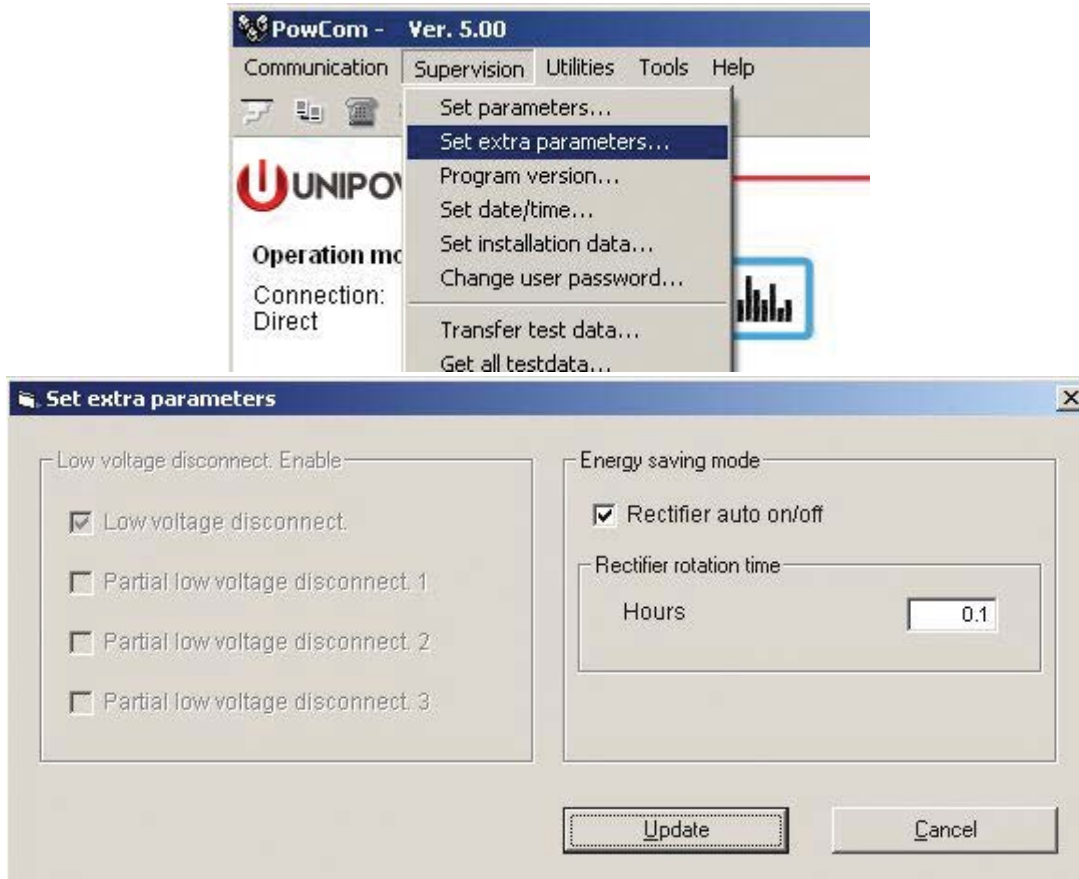 PowCom - Ver. 5.00
Communication Supervision Utilities Tools Help
Set parameters...
Set extra parameters...
Program version...
Set date/time...
Set installation data...
Change user password...
Transfer test data...
Get all testdata...
Operation
Connection:
Direct
Set extra parameters
Low voltage disconnect. Enable
Low voltage disconnect.
Partial low voltage disconnect. 1
Partial low voltage disconnect. 2
Partial low voltage disconnect. 3
Energy saving mode
Rectifier auto on/off
Rectifier rotation time
Hours 0.1
Update Cancel